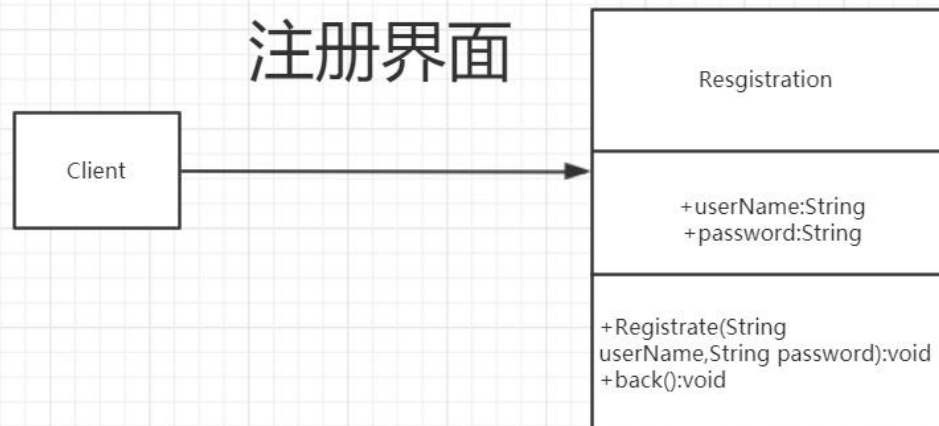 注册界面
Resgistration
Client
+userName:String
+password:String
+Registrate(String
userName,String password):void
+back():void